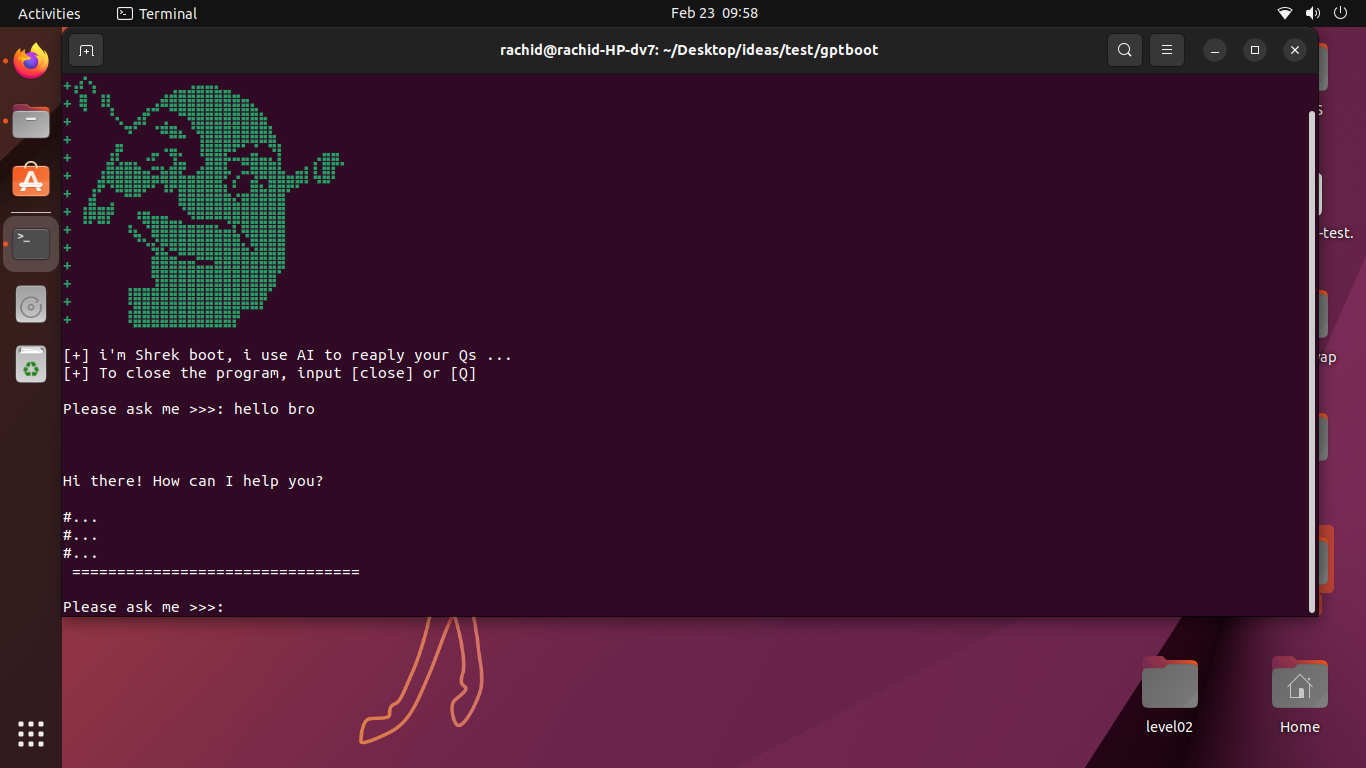 Activities
Terminal
Feb 23 09:58
rachid@rachid-HP-dv7: ~/Desktop/ideas/test/gptboot
[+] i'm Shrek boot, i use AI to reaply your Qs ...
[+] To close the program, input [close] or [Q]
Please ask me >>>: hello bro
Hi there! How can I help you?
#...
#...
#...
================================
Please ask me >>>:
-test.
level02
Home